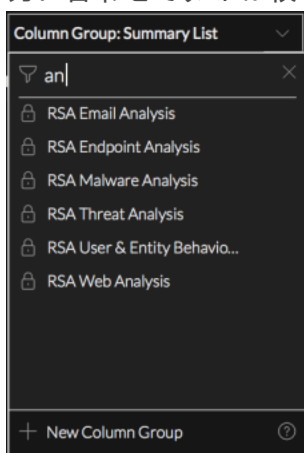 Column Group: Summary List
an
RSA Email Analysis
RSA Endpoint Analysis
RSA Malware Analysis
RSA Threat Analysis
RSA User & Entity Behavio...
RSA Web Analysis
New Column Group